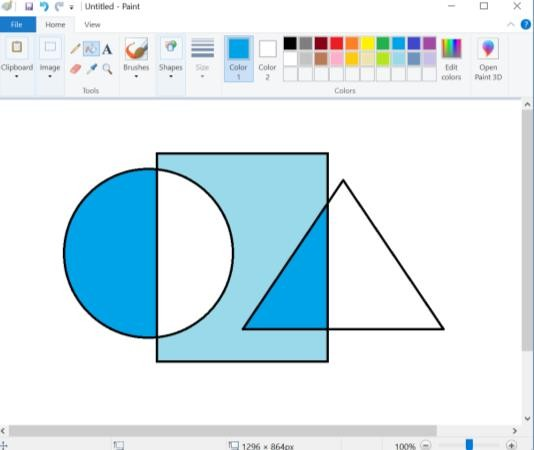 Untitled - Paint
File Home View
Clipboard
Image
A
Tools
Brushes
Shapes
Size
Color
1
Color
2
Colors
Edit
colors
Open
Paint 3D
1296 × 864px
100%